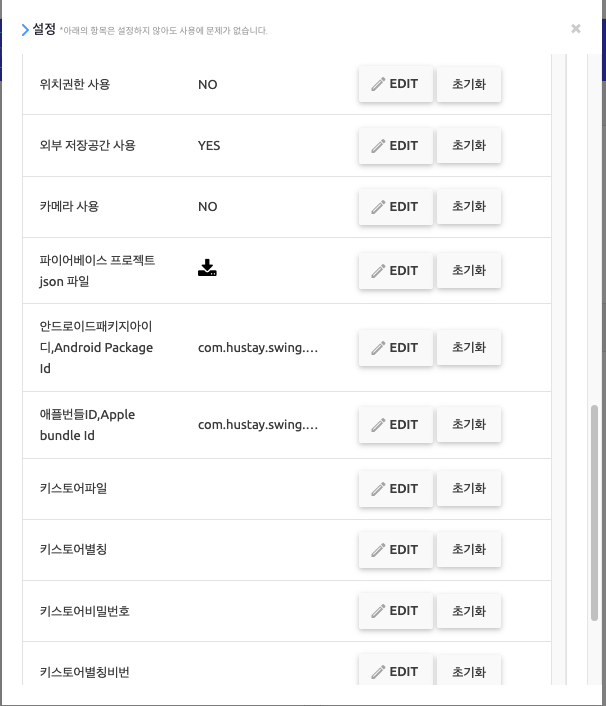 설정 *아래의 항목은 설정하지 않아도 사용에 문제가 없습니다.
위치권한 사용 NO EDIT 초기화
외부 저장공간 사용 YES EDIT 초기화
카메라 사용 NO EDIT 초기화
파이어베이스 프로젝트
json 파일
EDIT 초기화
안드로이드패키지아이
디,Android Package
Id
com.hustay.swing.... EDIT 초기화
애플번들ID,Apple
bundle Id
com.hustay.swing.... EDIT 초기화
키스토어파일 EDIT 초기화
키스토어별칭 EDIT 초기화
키스토어비밀번호 EDIT 초기화
키스토어별칭비번 EDIT 초기화